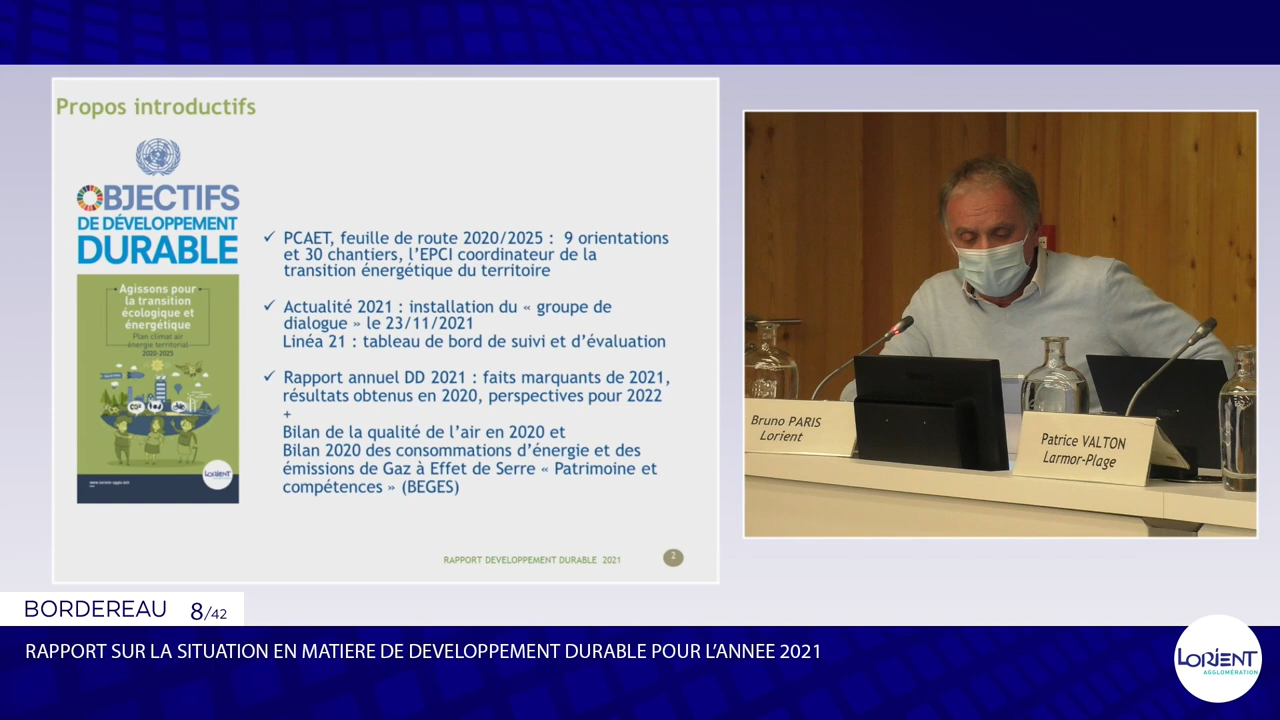 Propos introductifs
OBJECTIFS
DE DÉVELOPPEMENT
DURABLE
Agissons pour
la transition
écologique et
énergétique
Plan climat air
énergie territorial
2020-2025
LORIENT
www.lorient-agglo.bzh
✓ PCAET, feuille de route 2020/2025 : 9 orientations
et 30 chantiers, l'EPCI coordinateur de la
transition énergétique du territoire
✓ Actualité 2021 : installation du « groupe de
dialogue » le 23/11/2021
Linéa 21 : tableau de bord de suivi et d'évaluation
✓ Rapport annuel DD 2021 : faits marquants de 2021,
résultats obtenus en 2020, perspectives pour 2022
+
Bilan de la qualité de l'air en 2020 et
Bilan 2020 des consommations d'énergie et des
émissions de Gaz à Effet de Serre « Patrimoine et
compétences » (BEGES)
RAPPORT DEVELOPPEMENT DURABLE 2021
2
Bruno PARIS
Lorient
Patrice VALTON
Larmor-Plage
BORDEREAU 8/42
RAPPORT SUR LA SITUATION EN MATIERE DE DEVELOPPEMENT DURABLE POUR L'ANNEE 2021
LORIENT
AGGLOMÉRATION